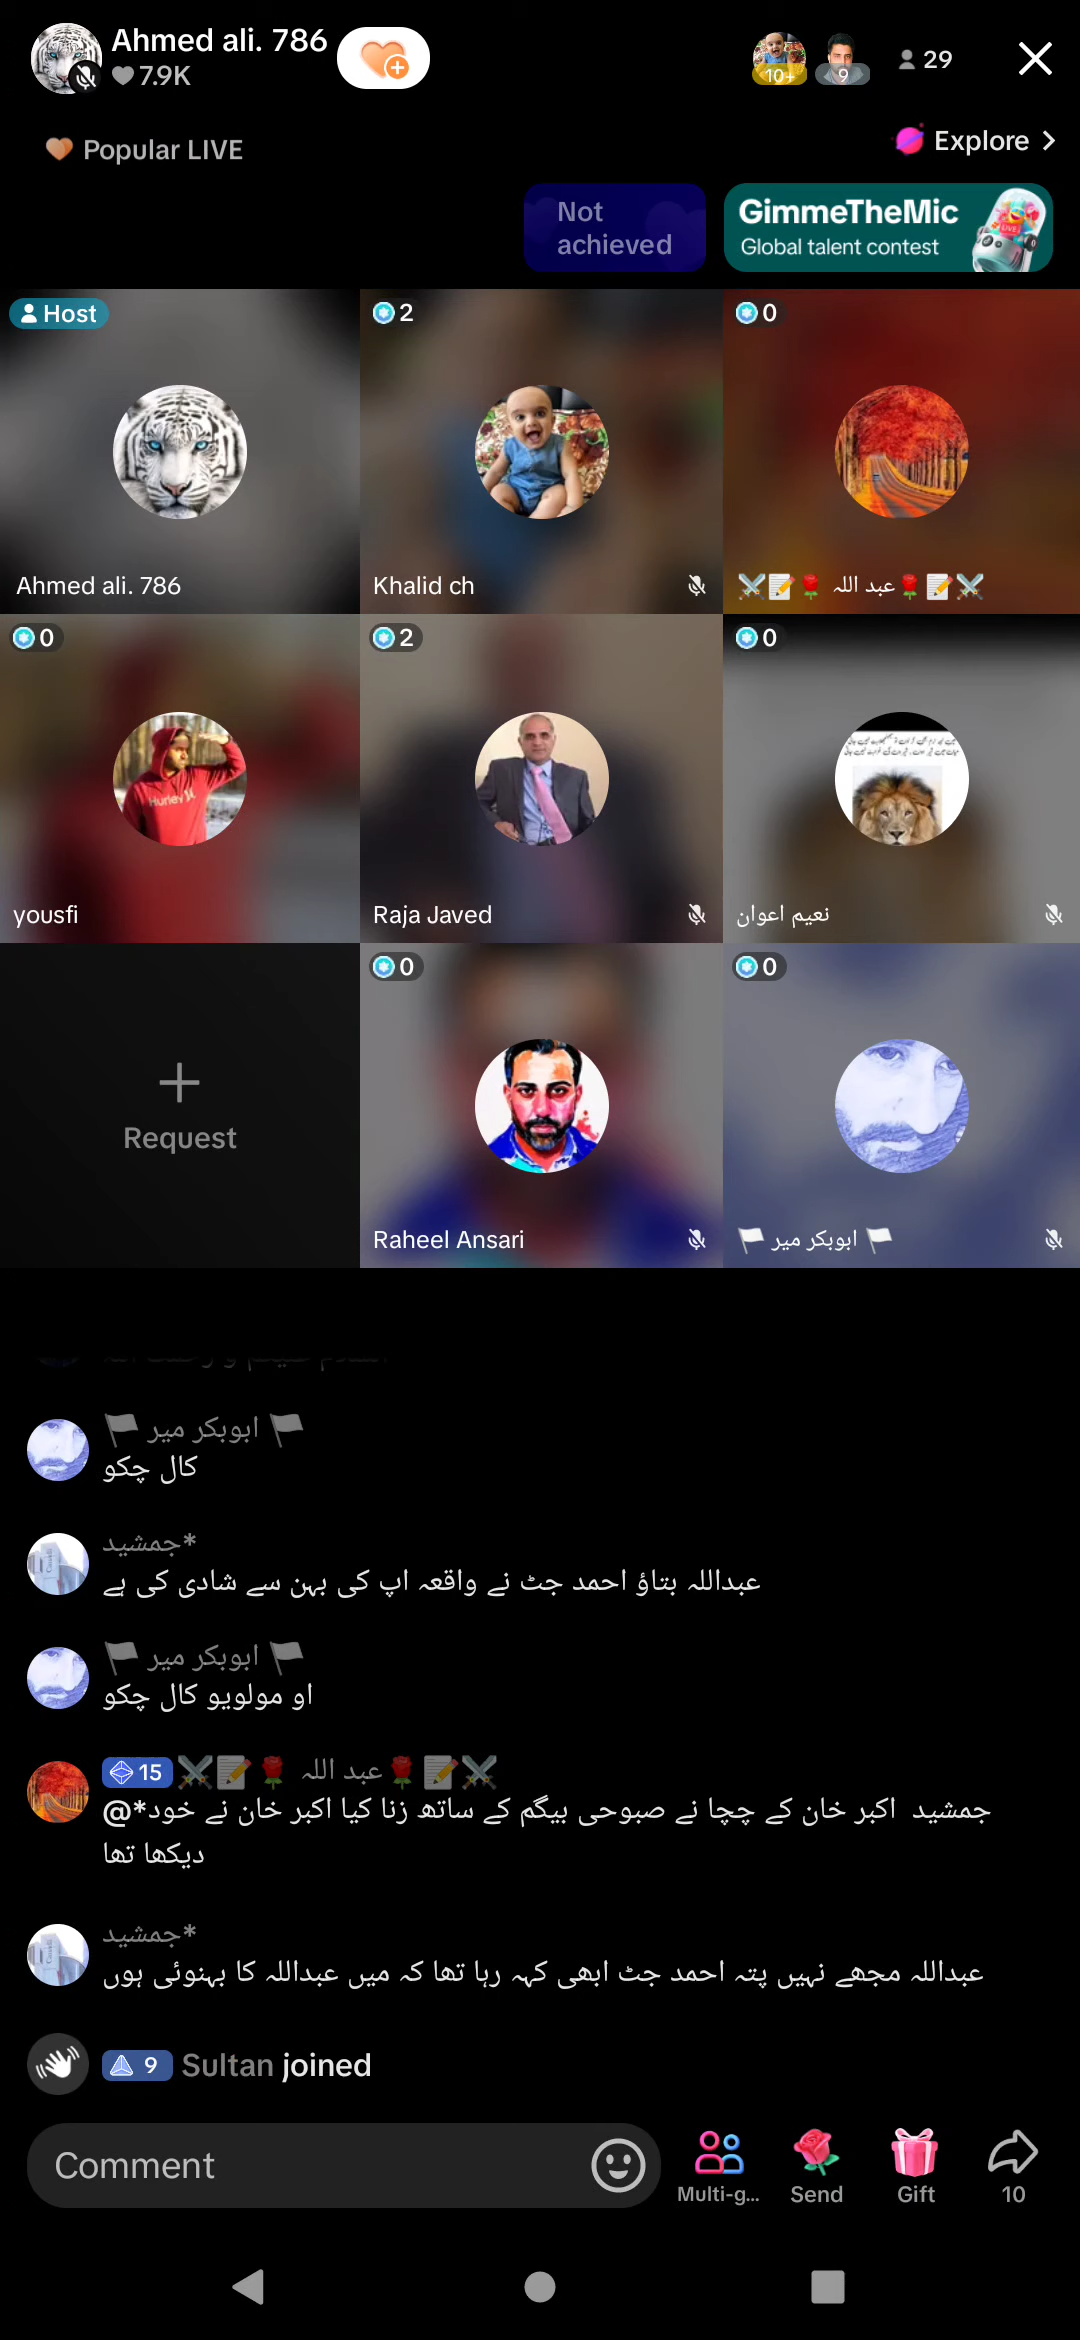 Ahmed ali. 786
7.9K
10+
9
29
Popular LIVE
Explore
Not
achieved
GimmeTheMic
Global talent contest
Host
2
0
Ahmed ali. 786
Khalid ch
⚔️📝🌹 عبد اللہ 🌹📝⚔️
0
2
0
Hurley
yousfi
Raja Javed
نعیم اعوان
0
0
Request
Raheel Ansari
🏳️ ابوبکر میر 🏳️
🏳️ ابوبکر میر 🏳️
کال چکو
جمشید*
عبداللہ بتاؤ احمد جٹ نے واقعہ اپ کی بہن سے شادی کی ہے
🏳️ ابوبکر میر 🏳️
او مولویو کال چکو
15 ⚔️📝🌹 عبد اللہ 🌹📝⚔️
@*جمشید اکبر خان کے چچا نے صبوحی بیگم کے ساتھ زنا کیا اکبر خان نے خود
دیکھا تھا
جمشید*
عبداللہ مجھے نہیں پتہ احمد جٹ ابھی کہہ رہا تھا کہ میں عبداللہ کا بہنوئی ہوں
9 Sultan joined
Comment
Multi-g...
Send
Gift
10